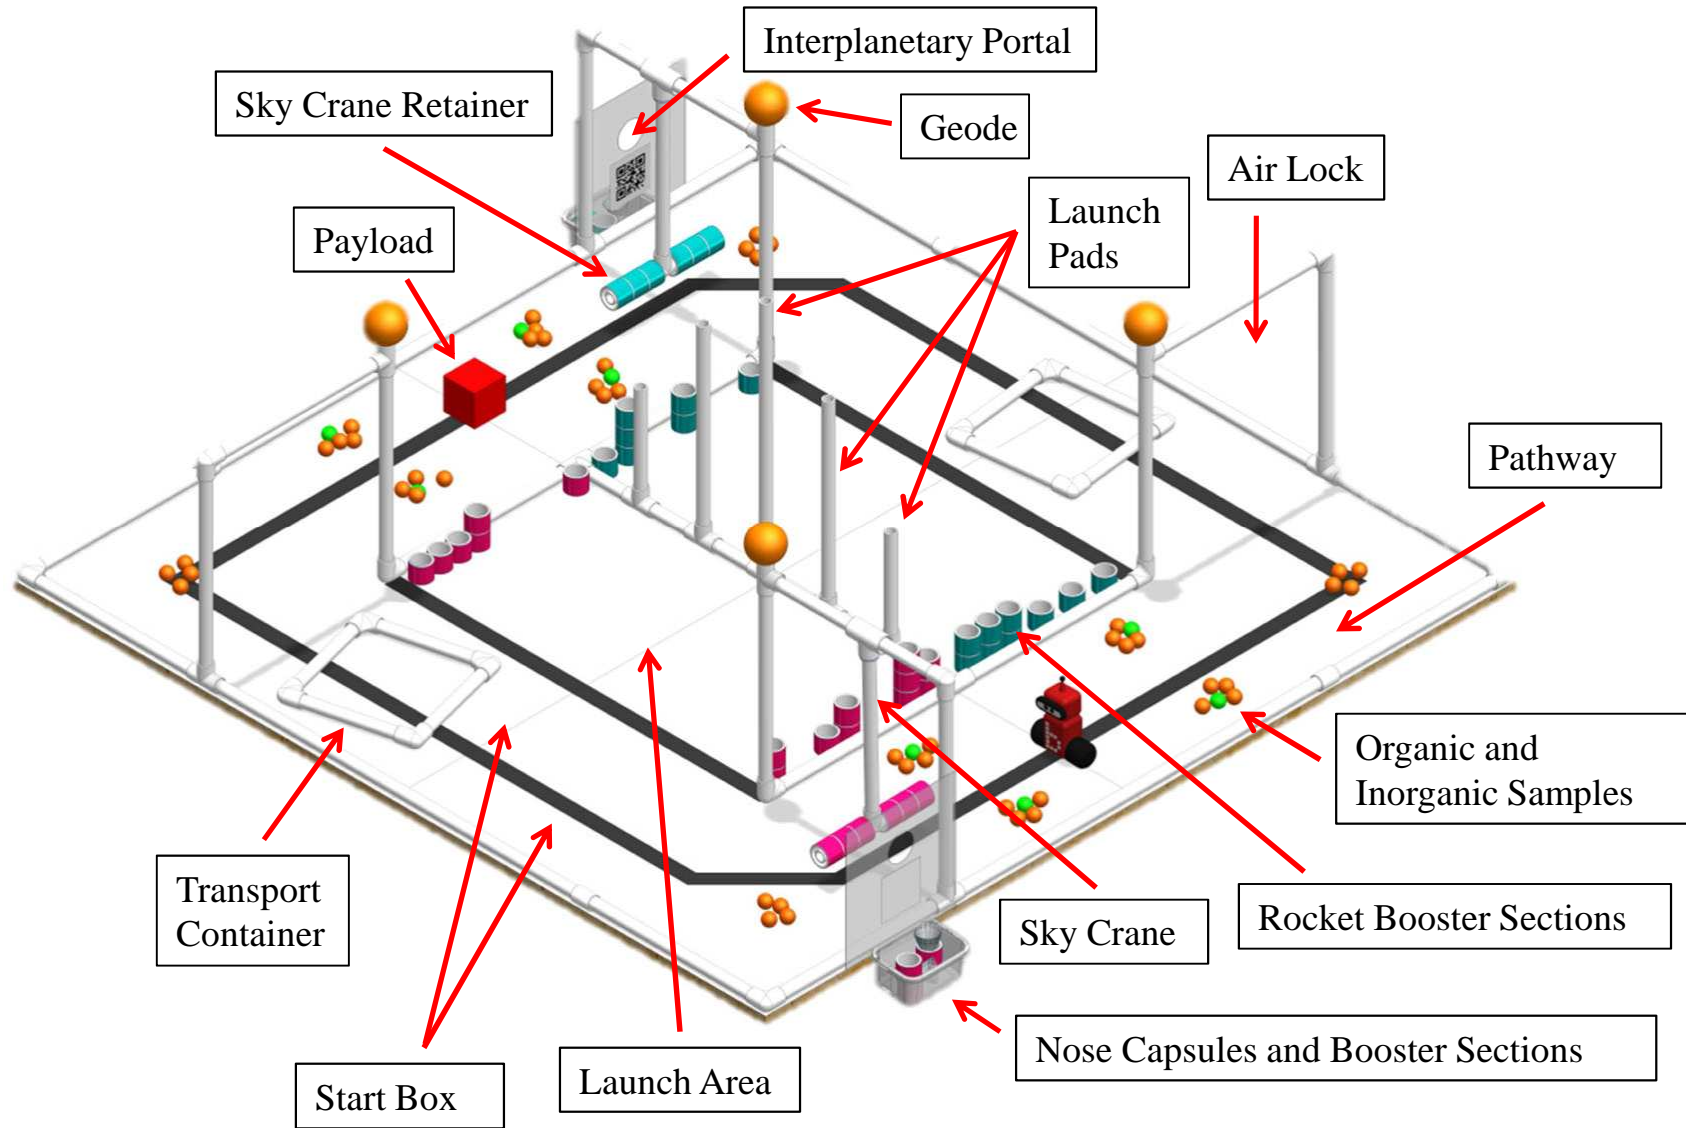 Interplanetary Portal
Sky Crane Retainer
Geode
Air Lock
Payload
Launch
Pads
Pathway
Organic and
Inorganic Samples
Transport
Container
Sky Crane
Rocket Booster Sections
Start Box
Launch Area
Nose Capsules and Booster Sections